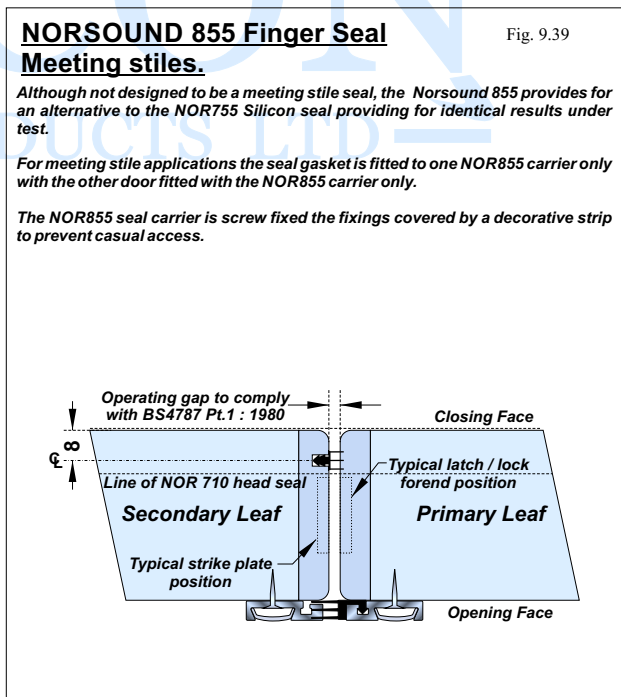 NORSOUND 855 Finger Seal
Meeting stiles.
Fig. 9.39
Although not designed to be a meeting stile seal, the Norsound 855 provides for
an alternative to the NOR755 Silicon seal providing for identical results under
test.
For meeting stile applications the seal gasket is fitted to one NOR855 carrier only
with the other door fitted with the NOR855 carrier only.
The NOR855 seal carrier is screw fixed the fixings covered by a decorative strip
to prevent casual access.
Operating gap to comply
with BS4787 Pt.1 : 1980
Closing Face
8
℄
Line of NOR 710 head seal
Typical latch / lock
forend position
Secondary Leaf
Primary Leaf
Typical strike plate
position
Opening Face
CON
DUCTS LTD